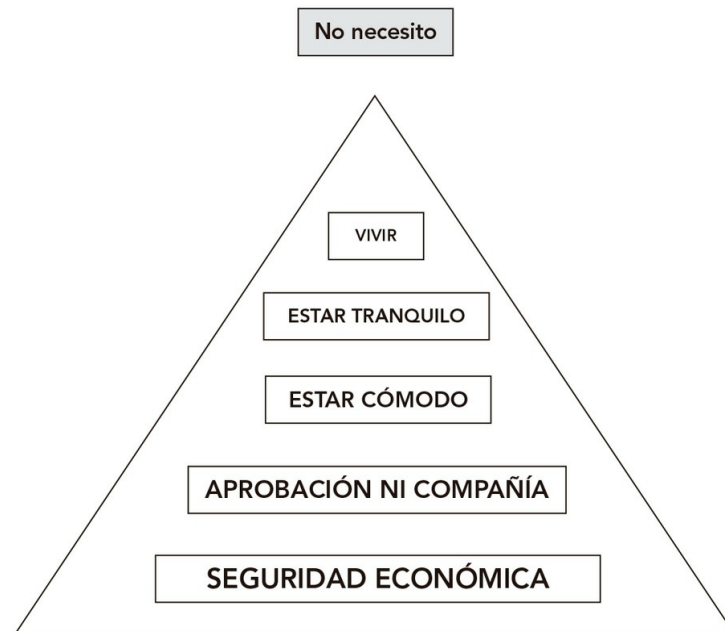 No necesito
VIVIR
ESTAR TRANQUILO
ESTAR CÓMODO
APROBACIÓN NI COMPAÑÍA
SEGURIDAD ECONÓMICA